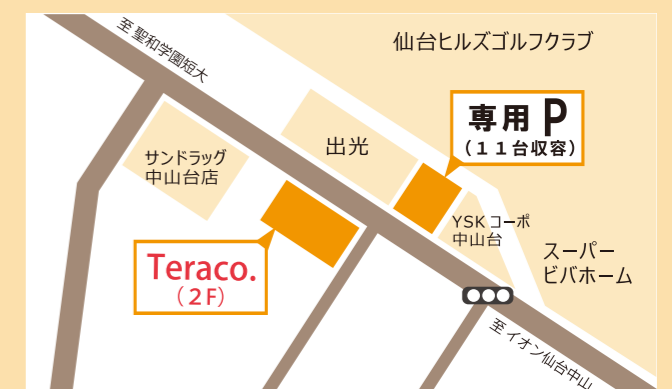 至 聖和学園短大
仙台ヒルズゴルフクラブ
専用 P
（１１台収容）
出光
サンドラッグ
中山台店
YSK コーポ
中山台
スーパー
ビバホーム
Teraco.
（２F）
至 イオン仙台中山